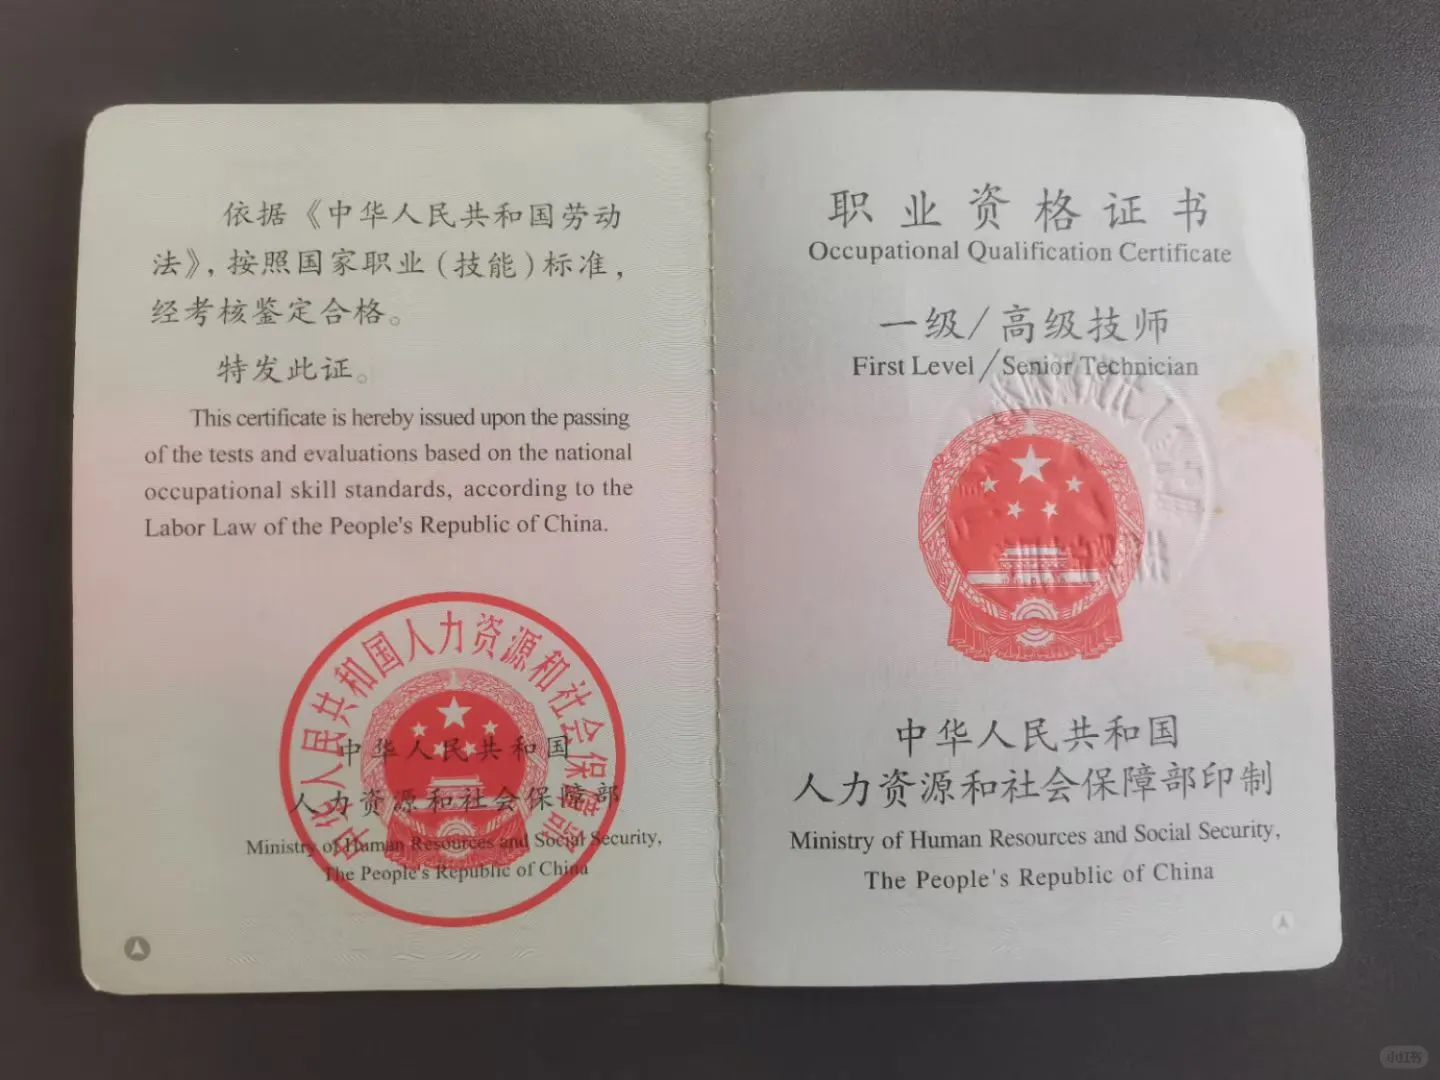 依据《中华人民共和国劳动
法》，按照国家职业（技能）标准，
经考核鉴定合格。
特发此证。
This certificate is hereby issued upon the passing
of the tests and evaluations based on the national
occupational skill standards, according to the
Labor Law of the People's Republic of China.
中华人民共和国人力资源和社会保障部
中华人民共和国
人力资源和社会保障部
Ministry of Human Resources and Social Security,
The People's Republic of China
职业资格证书
Occupational Qualification Certificate
一级/高级技师
First Level/Senior Technician
中华人民共和国
人力资源和社会保障部印制
Ministry of Human Resources and Social Security,
The People's Republic of China
小红书